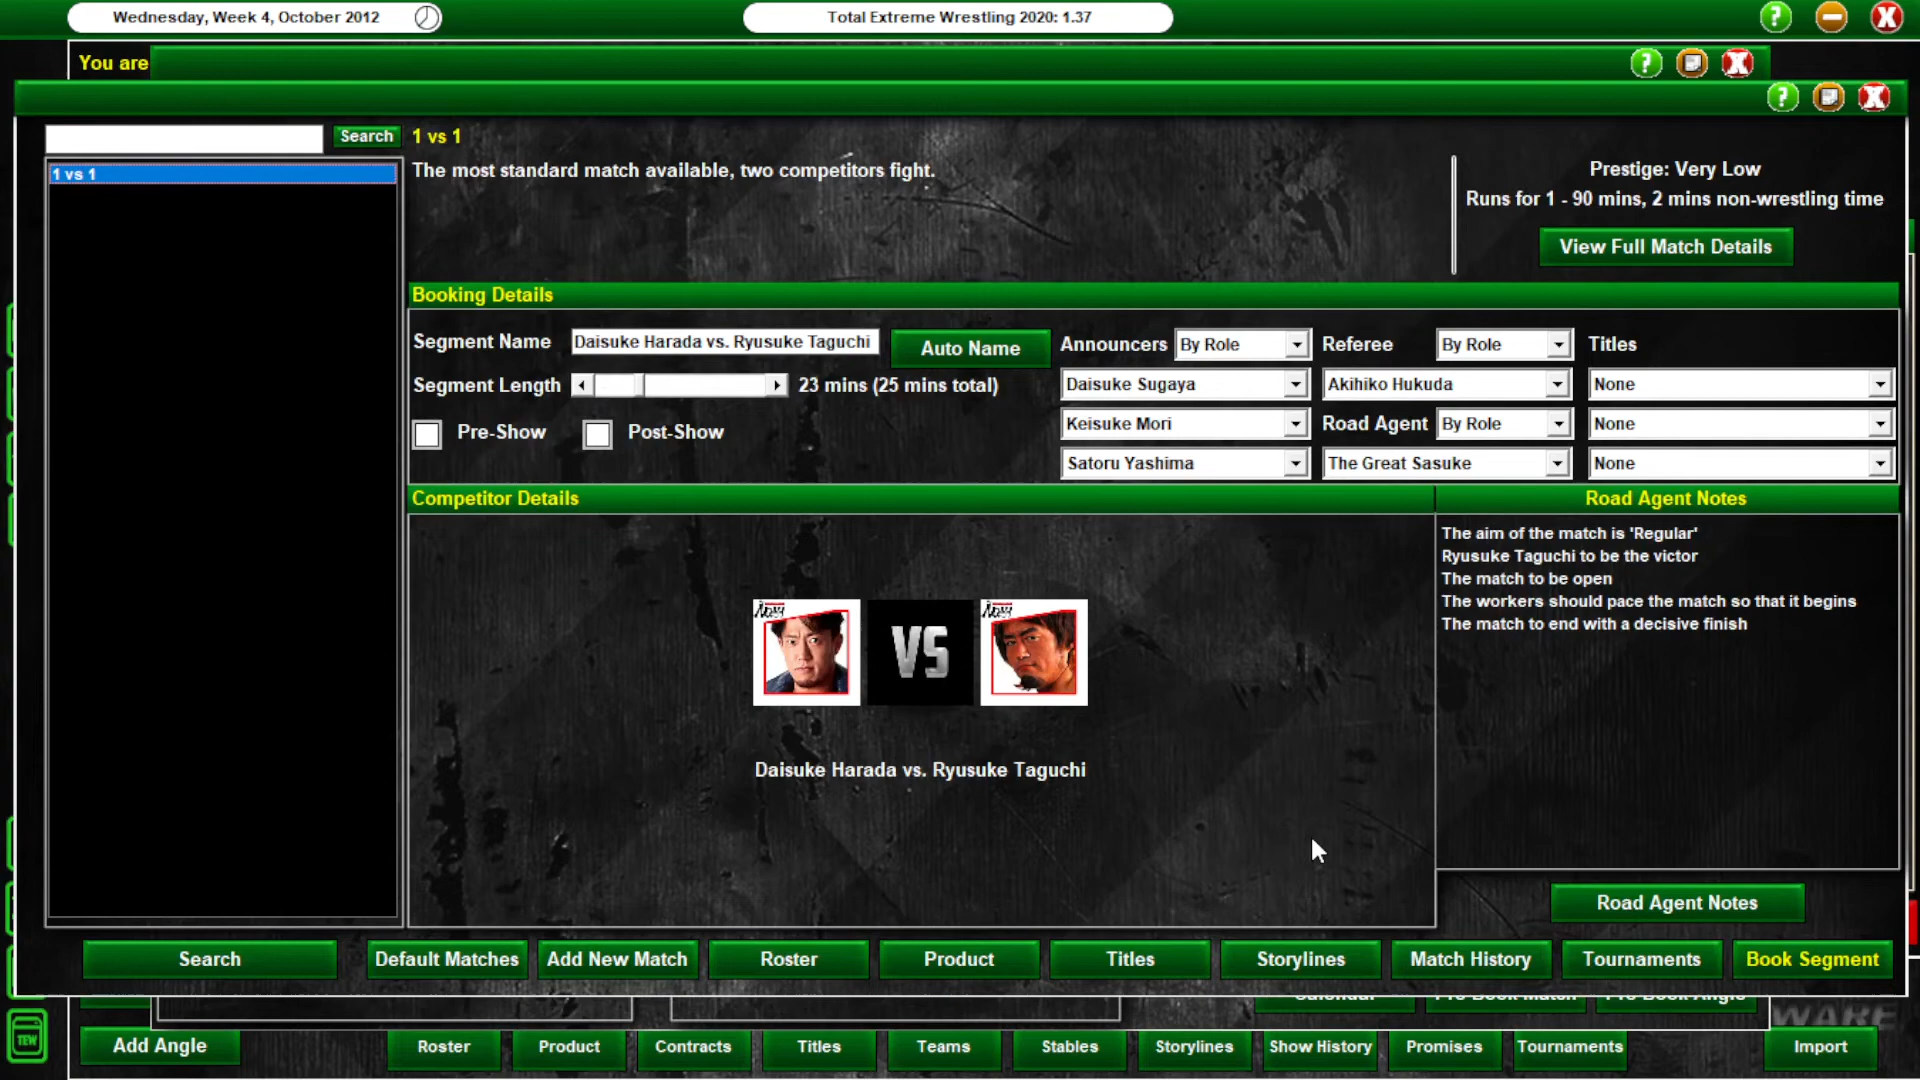 Wednesday, Week 4, October 2012
Total Extreme Wrestling 2020: 1.37
You are
Search
1 vs 1
1 vs 1
The most standard match available, two competitors fight.
Prestige: Very Low
Runs for 1 - 90 mins, 2 mins non-wrestling time
View Full Match Details
Booking Details
Segment Name
Daisuke Harada vs. Ryusuke Taguchi
Auto Name
Announcers
By Role
Referee
By Role
Titles
Segment Length
23 mins (25 mins total)
Daisuke Sugaya
Akihiko Hukuda
None
Pre-Show
Post-Show
Keisuke Mori
Road Agent
By Role
None
Satoru Yashima
The Great Sasuke
None
Competitor Details
Road Agent Notes
The aim of the match is 'Regular'
Ryusuke Taguchi to be the victor
The match to be open
The workers should pace the match so that it begins
The match to end with a decisive finish
VS
Daisuke Harada vs. Ryusuke Taguchi
Road Agent Notes
Search
Default Matches
Add New Match
Roster
Product
Titles
Storylines
Match History
Tournaments
Book Segment
TEW
Add Angle
Roster
Product
Contracts
Titles
Teams
Stables
Storylines
Show History
Promises
Tournaments
Import